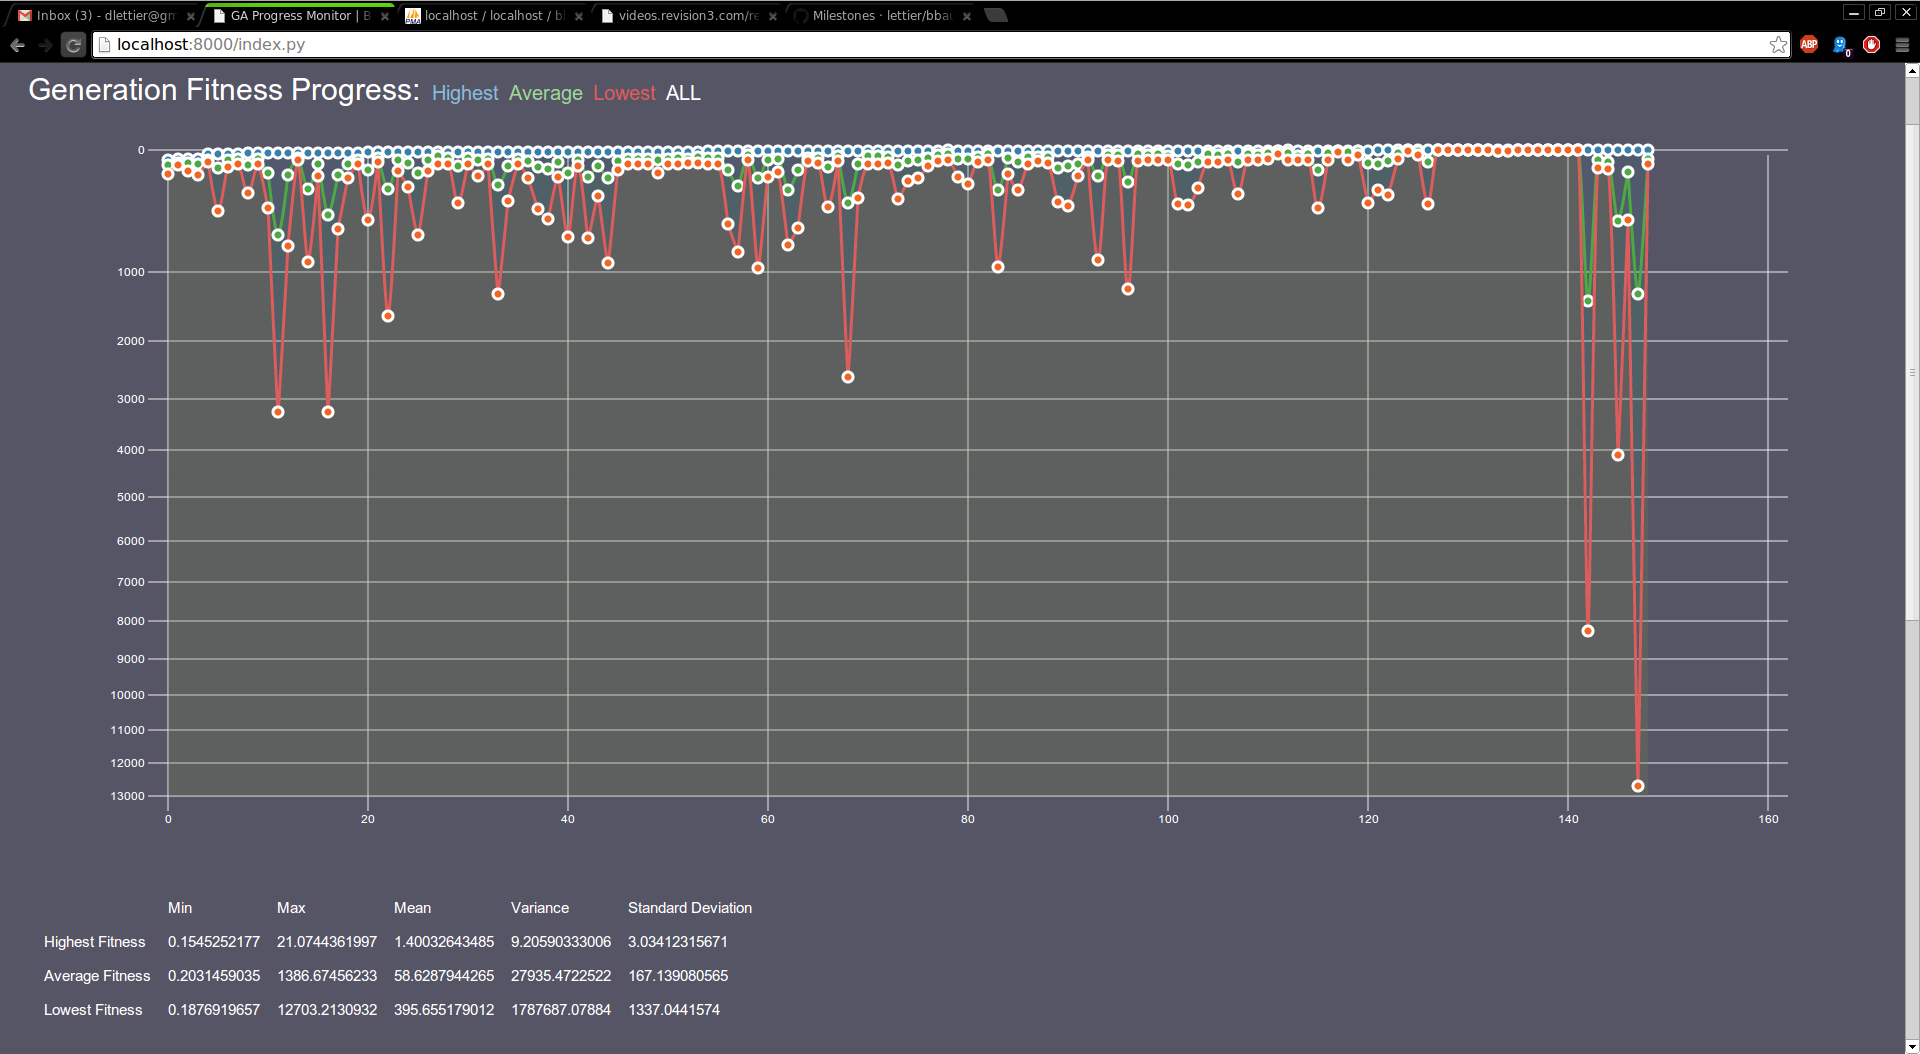 Inbox (3) - dlettier@gm
GA Progress Monitor | B
localhost / localhost / b
videos.revision3.com/re
Milestones · lettier/bba
localhost:8000/index.py
ABP
0
Generation Fitness Progress: Highest Average Lowest ALL
0
1000
2000
3000
4000
5000
6000
7000
8000
9000
10000
11000
12000
13000
0 20 40 60 80 100 120 140 160
Min Max Mean Variance Standard Deviation
Highest Fitness 0.1545252177 21.0744361997 1.40032643485 9.20590333006 3.03412315671
Average Fitness 0.2031459035 1386.67456233 58.6287944265 27935.4722522 167.139080565
Lowest Fitness 0.1876919657 12703.2130932 395.655179012 1787687.07884 1337.0441574